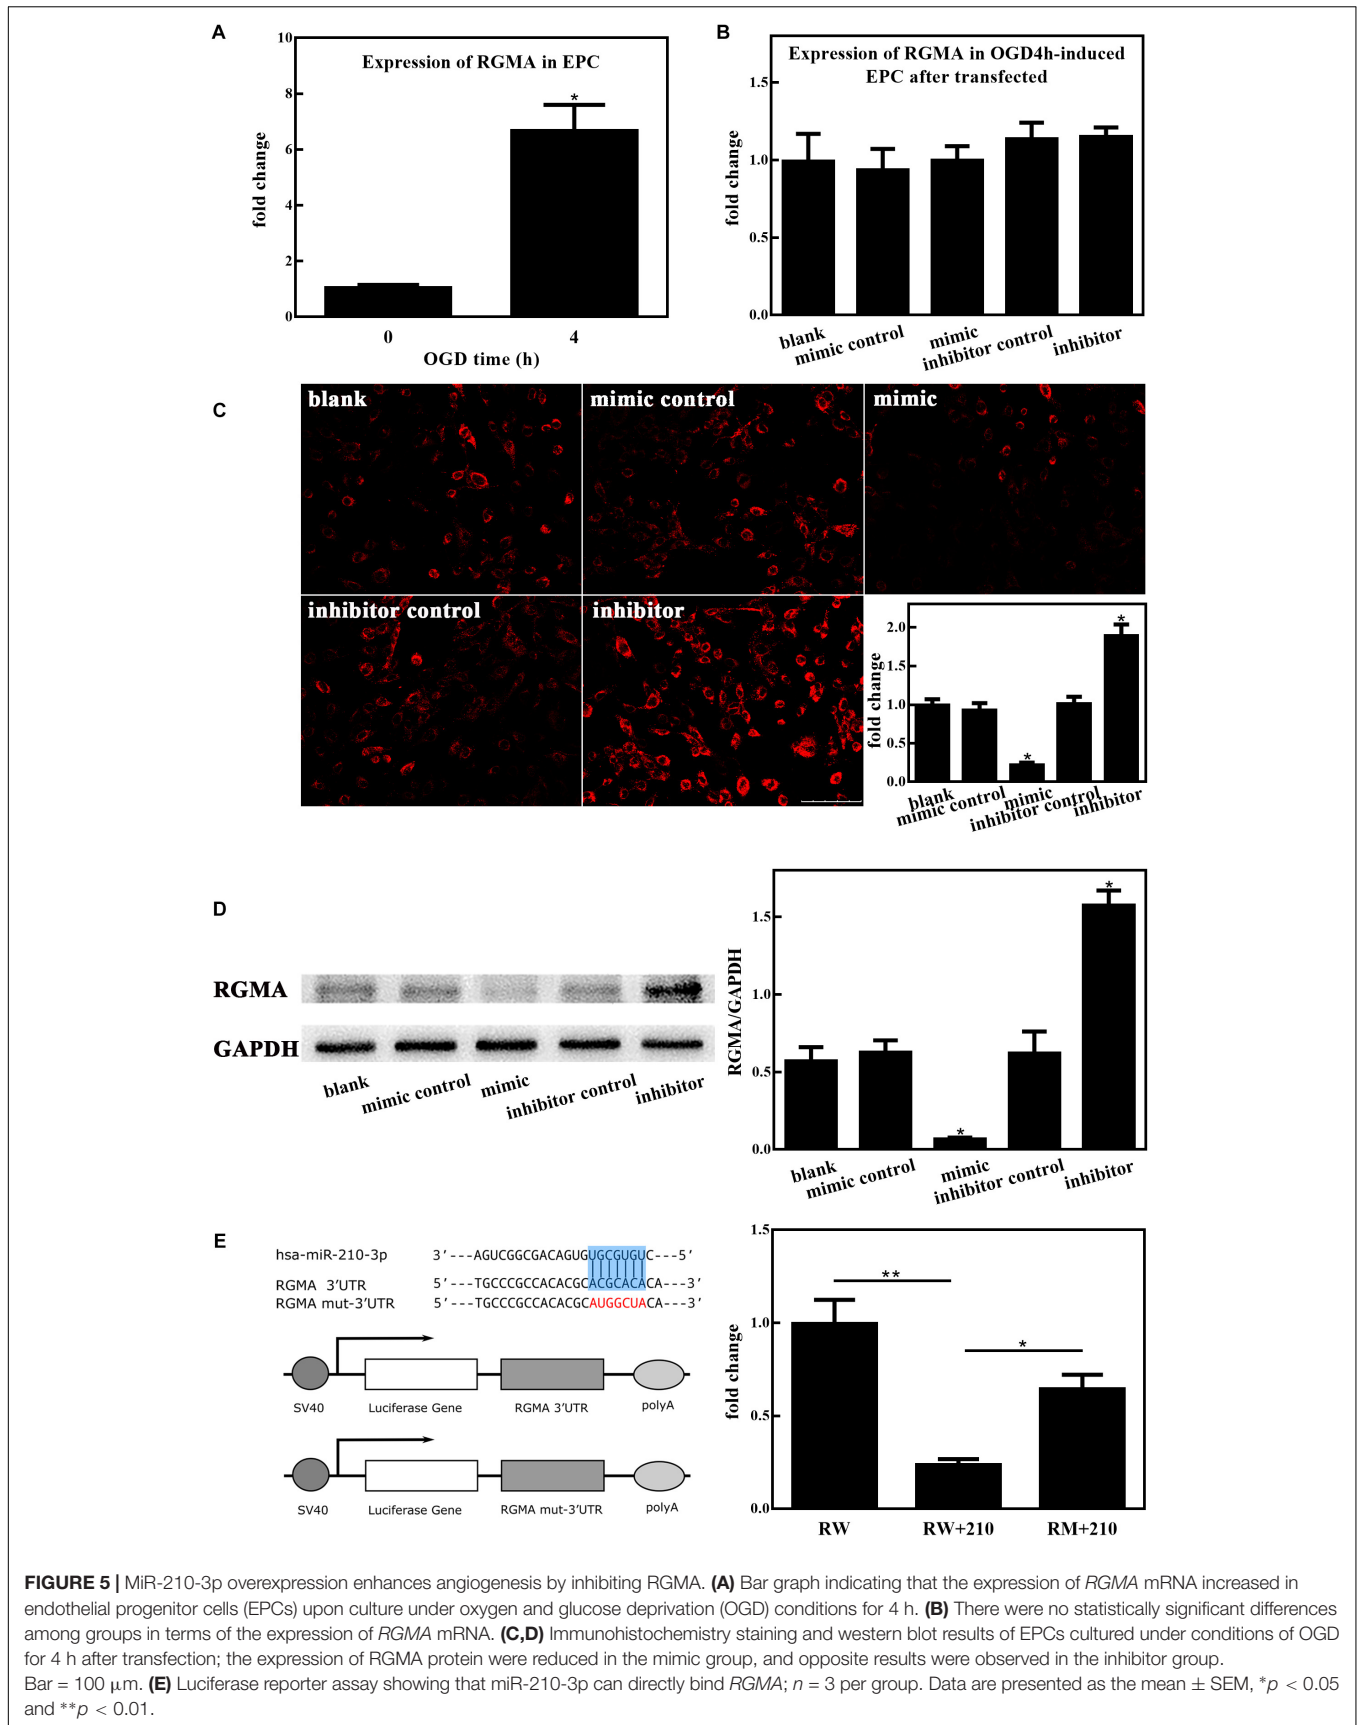 A
Expression of RGMA in EPC
fold change
10
8
6
4
2
0
*
0
4
OGD time (h)
B
Expression of RGMA in OGD4h-induced
EPC after transfected
fold change
1.5
1.0
0.5
0.0
blank
mimic control
mimic
inhibitor control
inhibitor
C
blank
mimic control
mimic
inhibitor control
inhibitor
fold change
2.0
1.5
1.0
0.5
0.0
*
*
blank
mimic control
mimic
inhibitor control
inhibitor
D
RGMA
GAPDH
blank
mimic control
mimic
inhibitor control
inhibitor
RGMA/GAPDH
1.5
1.0
0.5
0.0
*
*
blank
mimic control
mimic
inhibitor control
inhibitor
E
hsa-miR-210-3p 3’---AGUCGGCGACAGUGUGCGUGUC---5’
RGMA 3’UTR 5’---TGCCCGCCACACGCACGCACACA---3’
RGMA mut-3’UTR 5’---TGCCCGCCACACGCAUGGCUACA---3’
SV40 Luciferase Gene RGMA 3’UTR polyA
SV40 Luciferase Gene RGMA mut-3’UTR polyA
fold change
1.5
1.0
0.5
0.0
**
*
RW RW+210 RM+210
FIGURE 5 | MiR-210-3p overexpression enhances angiogenesis by inhibiting RGMA. (A) Bar graph indicating that the expression of RGMA mRNA increased in
endothelial progenitor cells (EPCs) upon culture under oxygen and glucose deprivation (OGD) conditions for 4 h. (B) There were no statistically significant differences
among groups in terms of the expression of RGMA mRNA. (C,D) Immunohistochemistry staining and western blot results of EPCs cultured under conditions of OGD
for 4 h after transfection; the expression of RGMA protein were reduced in the mimic group, and opposite results were observed in the inhibitor group.
Bar = 100 μm. (E) Luciferase reporter assay showing that miR-210-3p can directly bind RGMA; n = 3 per group. Data are presented as the mean ± SEM, *p < 0.05
and **p < 0.01.